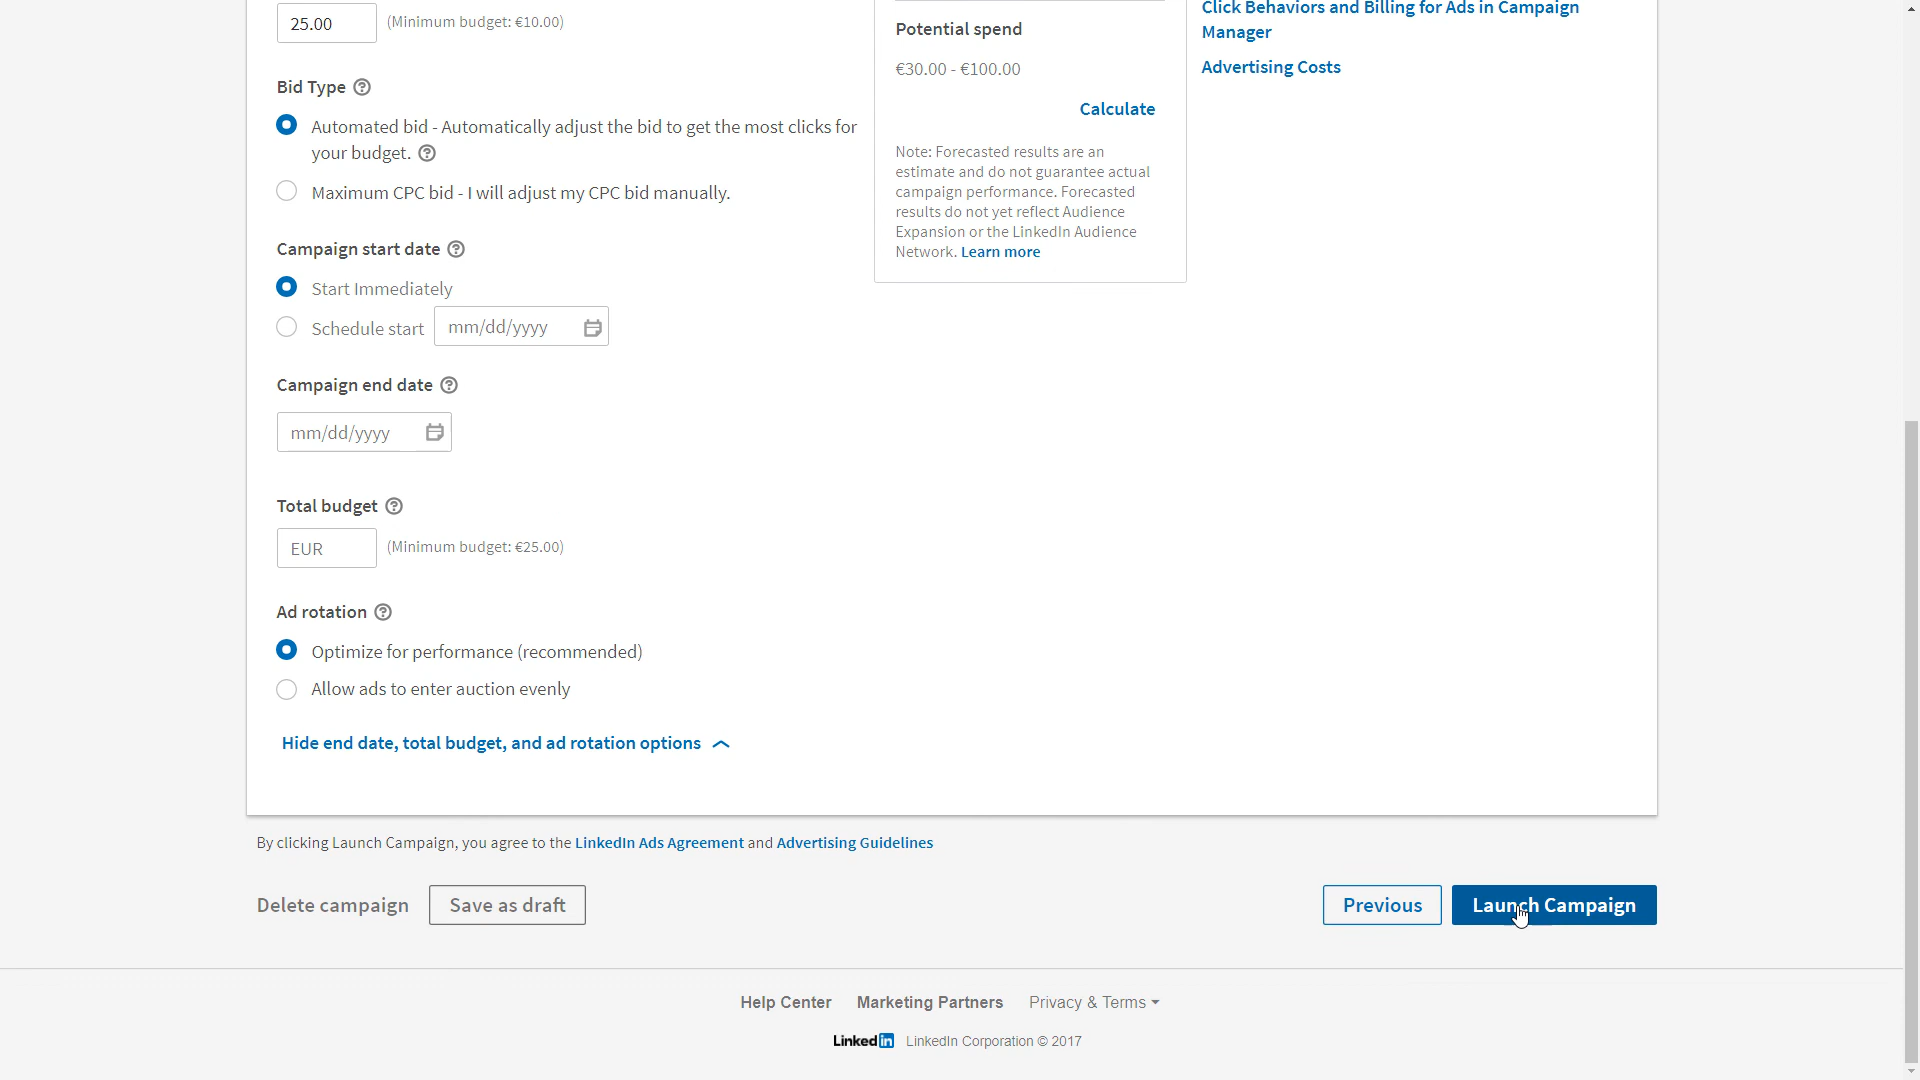 25.00 (Minimum budget: €10.00)
Bid Type
Automated bid - Automatically adjust the bid to get the most clicks for
your budget.
Maximum CPC bid - I will adjust my CPC bid manually.
Campaign start date
Start Immediately
Schedule start mm/dd/yyyy
Campaign end date
mm/dd/yyyy
Total budget
EUR (Minimum budget: €25.00)
Ad rotation
Optimize for performance (recommended)
Allow ads to enter auction evenly
Hide end date, total budget, and ad rotation options
Potential spend
€30.00 - €100.00
Calculate
Note: Forecasted results are an
estimate and do not guarantee actual
campaign performance. Forecasted
results do not yet reflect Audience
Expansion or the LinkedIn Audience
Network. Learn more
Click Behaviors and Billing for Ads in Campaign
Manager
Advertising Costs
By clicking Launch Campaign, you agree to the LinkedIn Ads Agreement and Advertising Guidelines
Delete campaign Save as draft Previous Launch Campaign
Help Center Marketing Partners Privacy & Terms
Linked in LinkedIn Corporation © 2017